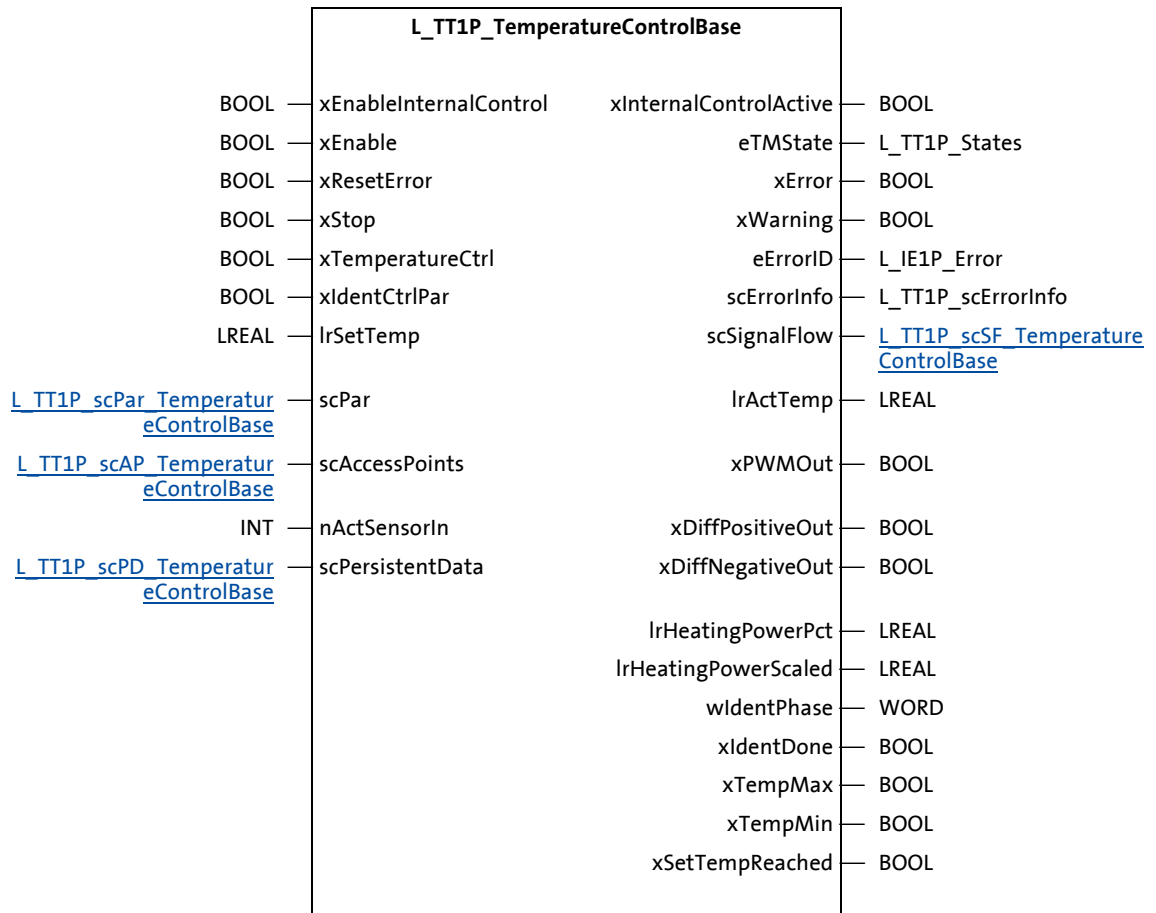 L_TT1P_TemperatureControlBase
BOOL xEnableInternalControl xInternalControlActive BOOL
BOOL xEnable eTMState L_TT1P_States
BOOL xResetError xError BOOL
BOOL xStop xWarning BOOL
BOOL xTemperatureCtrl eErrorID L_IE1P_Error
BOOL xIdentCtrlPar scErrorInfo L_TT1P_scErrorInfo
LREAL lrSetTemp scSignalFlow L_TT1P_scSF_Temperature
ControlBase
L_TT1P_scPar_Temperatur scPar lrActTemp LREAL
eControlBase
L_TT1P_scAP_Temperatur scAccessPoints xPWMOut BOOL
eControlBase
INT nActSensorIn xDiffPositiveOut BOOL
L_TT1P_scPD_Temperatur scPersistentData xDiffNegativeOut BOOL
eControlBase
lrHeatingPowerPct LREAL
lrHeatingPowerScaled LREAL
wIdentPhase WORD
xIdentDone BOOL
xTempMax BOOL
xTempMin BOOL
xSetTempReached BOOL